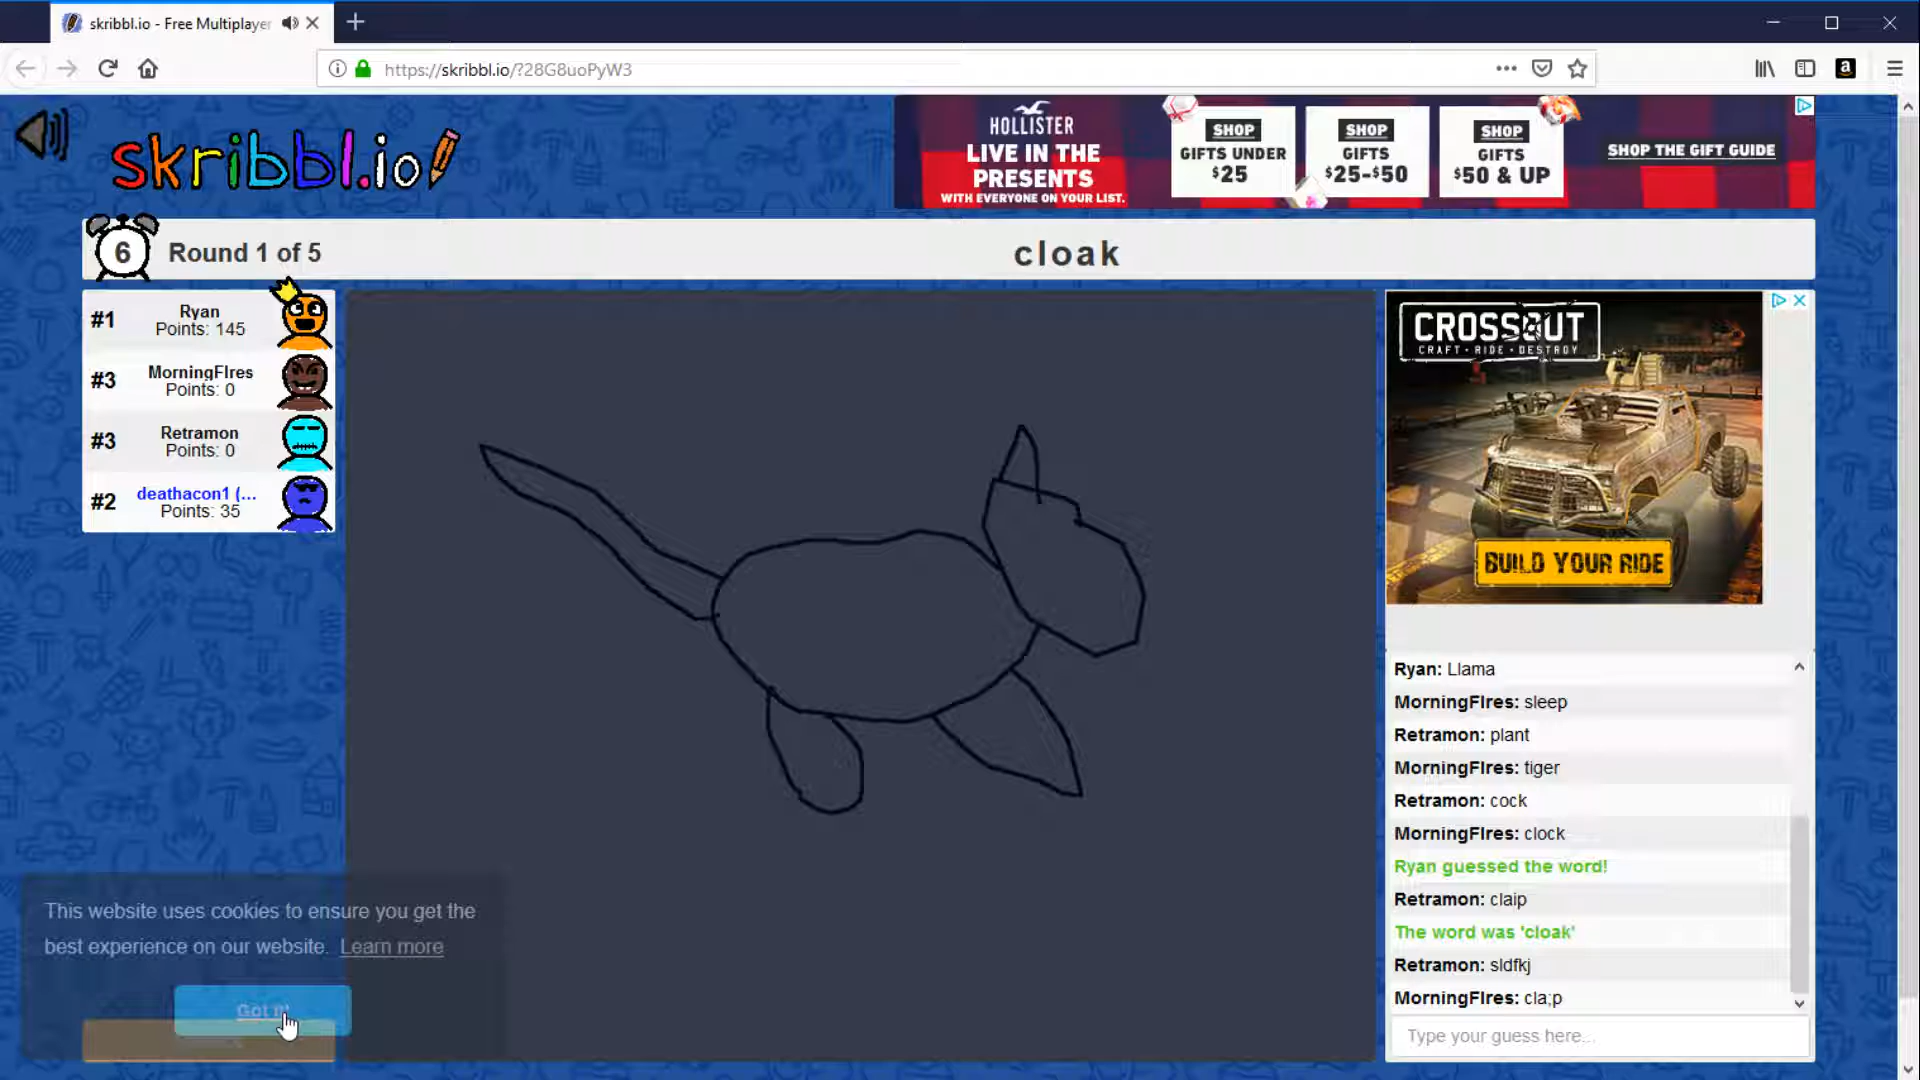 skribbl.io - Free Multiplayer
https://skribbl.io/?28G8uoPyW3
skribbl.io
HOLLISTER
LIVE IN THE
PRESENTS
WITH EVERYONE ON YOUR LIST.
SHOP
GIFTS UNDER
$25
SHOP
GIFTS
$25-$50
SHOP
GIFTS
$50 & UP
SHOP THE GIFT GUIDE
6
Round 1 of 5
cloak
#1
Ryan
Points: 145
#3
MorningFIres
Points: 0
#3
Retramon
Points: 0
#2
deathacon1 (...
Points: 35
CROSSOUT
CRAFT • RIDE • DESTROY
BUILD YOUR RIDE
Ryan: Llama
MorningFIres: sleep
Retramon: plant
MorningFIres: tiger
Retramon: cock
MorningFIres: clock
Ryan guessed the word!
Retramon: claip
The word was 'cloak'
Retramon: sldfkj
MorningFIres: cla;p
Type your guess here...
This website uses cookies to ensure you get the
best experience on our website. Learn more
Got it!